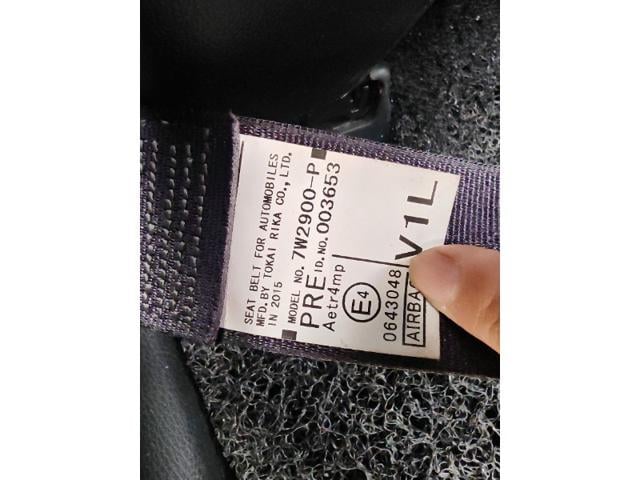 SEAT BELT FOR AUTOMOBILES
MFD. BY TOKAI RIKA CO., LTD.
IN 2015
MODEL NO. 7W2900-P
PRE ID. NO. 003653
Aetr4mp
E4
0643048
V1L